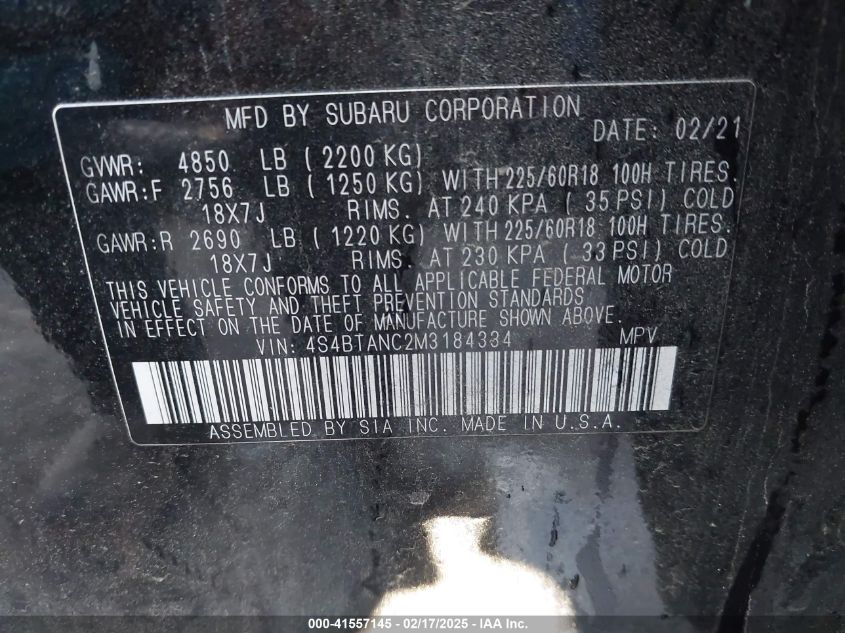 MFD BY SUBARU CORPORATION
DATE: 02/21
GVWR: 4850 LB ( 2200 KG)
GAWR:F 2756 LB ( 1250 KG) WITH 225/60R18 100H TIRES.
18X7J RIMS. AT 240 KPA ( 35 PSI) COLD
GAWR:R 2690 LB ( 1220 KG) WITH 225/60R18 100H TIRES.
18X7J RIMS. AT 230 KPA ( 33 PSI) COLD
THIS VEHICLE CONFORMS TO ALL APPLICABLE FEDERAL MOTOR
VEHICLE SAFETY AND THEFT PREVENTION STANDARDS
IN EFFECT ON THE DATE OF MANUFACTURE SHOWN ABOVE.
VIN: 4S4BTANC2M3184334 MPV
ASSEMBLED BY SIA INC. MADE IN U.S.A.
000-41557145 - 02/17/2025 - IAA Inc.